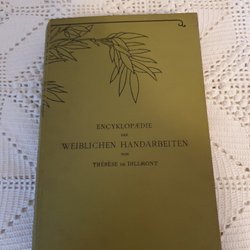 ENCYKLOPÆDIE
DER
WEIBLICHEN HANDARBEITEN
VON
THÉRÈSE DE DILLMONT